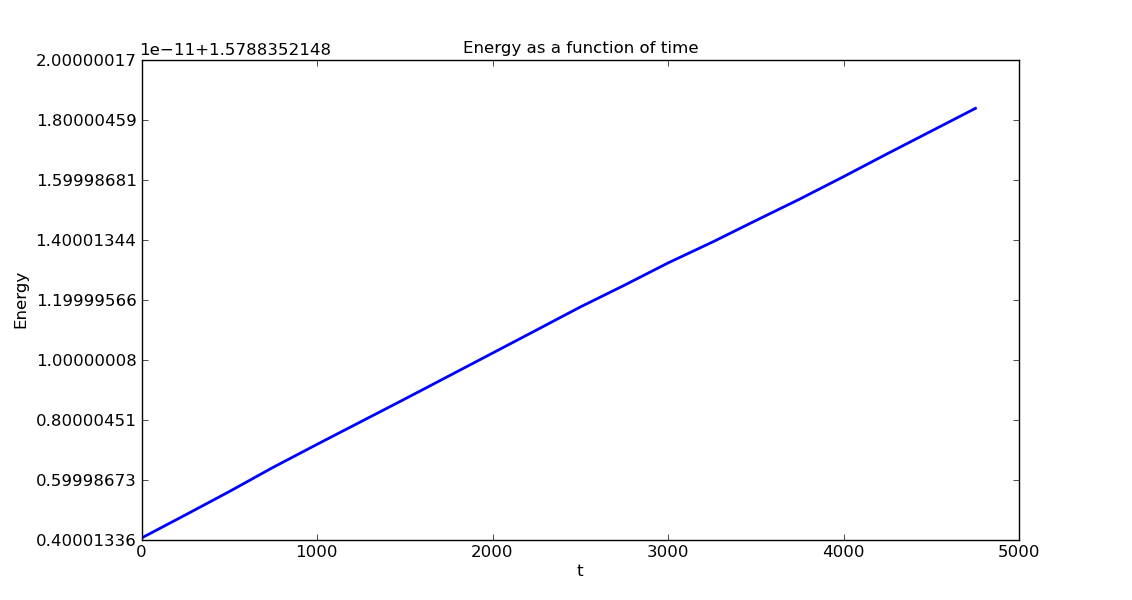 1e−11+1.5788352148
Energy as a function of time
2.00000017
1.80000459
1.59998681
1.40001344
1.19999566
1.00000008
0.80000451
0.59998673
0.40001336
Energy
0 1000 2000 3000 4000 5000
t